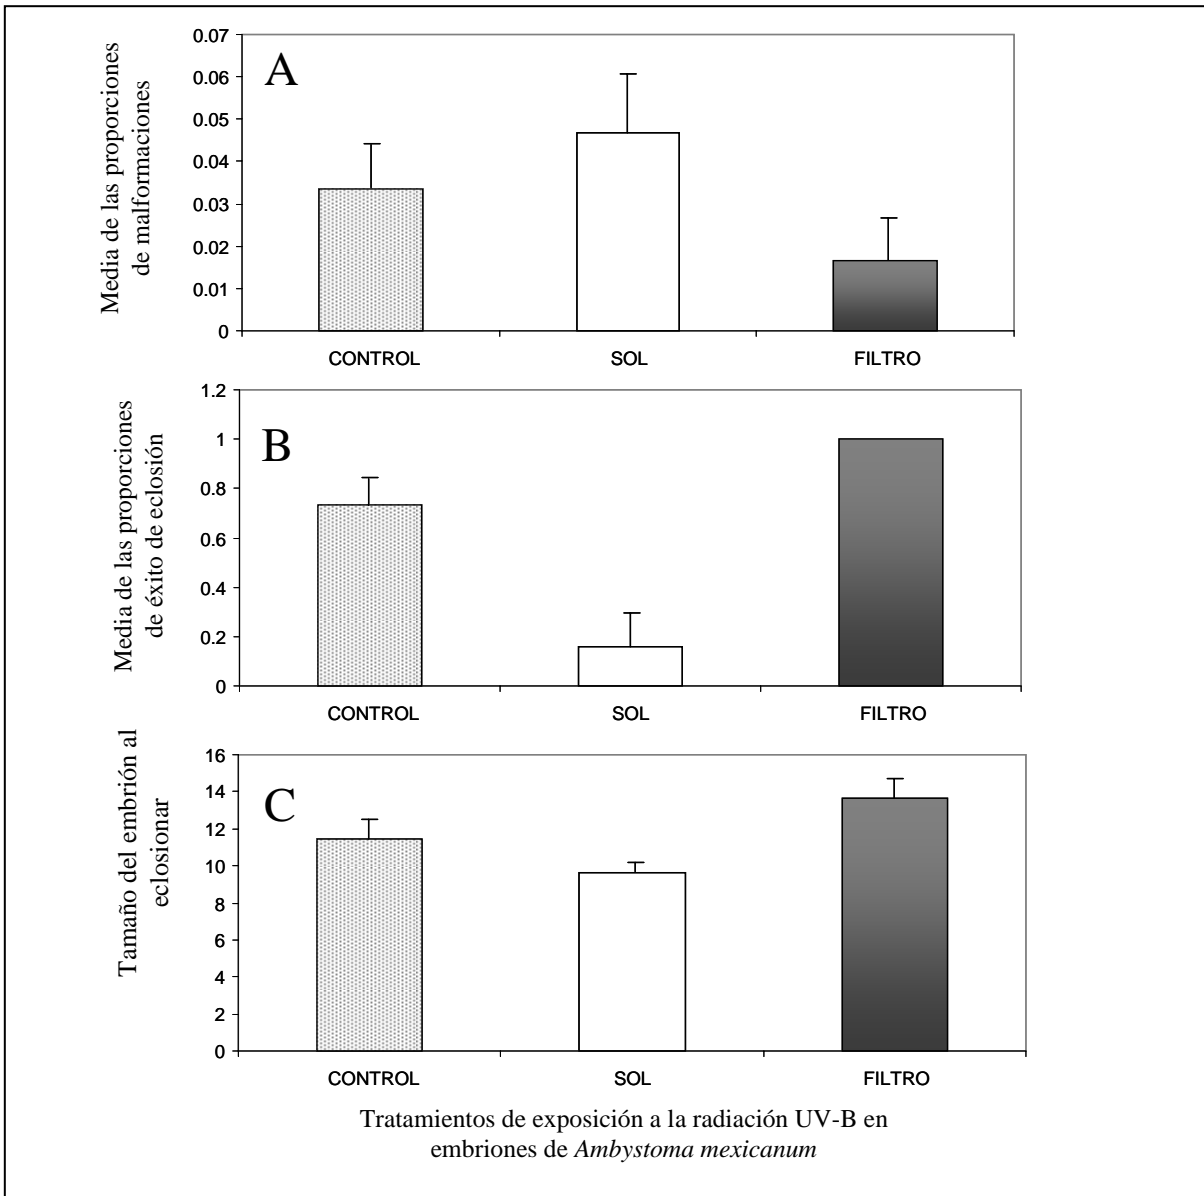 Media de las proporciones
de malformaciones
A
0.07
0.06
0.05
0.04
0.03
0.02
0.01
0
CONTROL SOL FILTRO
Media de las proporciones
de éxito de eclosión
B
1.2
1
0.8
0.6
0.4
0.2
0
CONTROL SOL FILTRO
Tamaño del embrión al
eclosionar
C
16
14
12
10
8
6
4
2
0
CONTROL SOL FILTRO
Tratamientos de exposición a la radiación UV-B en
embriones de Ambystoma mexicanum